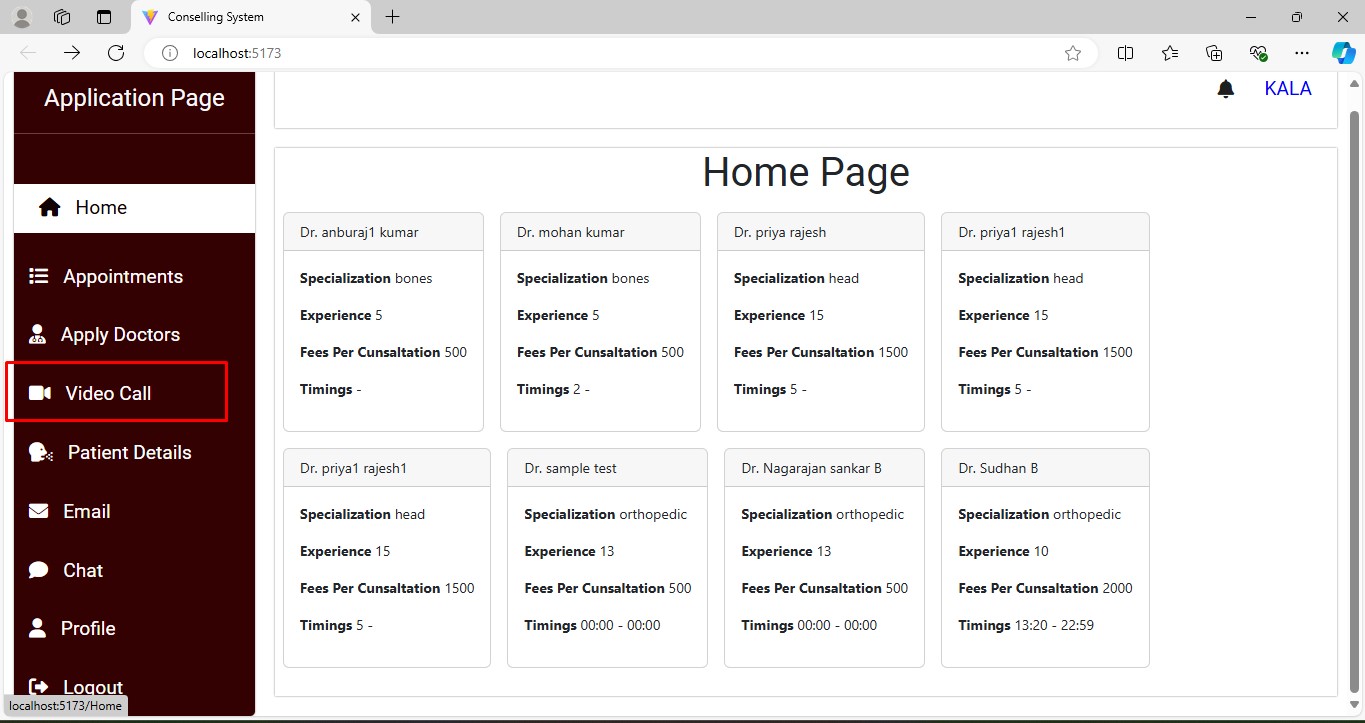 Conselling System
localhost:5173
Application Page
KALA
Home
Appointments
Apply Doctors
Video Call
Patient Details
Email
Chat
Profile
Logout
localhost:5173/Home
Home Page
Dr. anburaj1 kumar
Specialization bones
Experience 5
Fees Per Cunsaltation 500
Timings -
Dr. mohan kumar
Specialization bones
Experience 5
Fees Per Cunsaltation 500
Timings 2 -
Dr. priya rajesh
Specialization head
Experience 15
Fees Per Cunsaltation 1500
Timings 5 -
Dr. priya1 rajesh1
Specialization head
Experience 15
Fees Per Cunsaltation 1500
Timings 5 -
Dr. priya1 rajesh1
Specialization head
Experience 15
Fees Per Cunsaltation 1500
Timings 5 -
Dr. sample test
Specialization orthopedic
Experience 13
Fees Per Cunsaltation 500
Timings 00:00 - 00:00
Dr. Nagarajan sankar B
Specialization orthopedic
Experience 13
Fees Per Cunsaltation 500
Timings 00:00 - 00:00
Dr. Sudhan B
Specialization orthopedic
Experience 10
Fees Per Cunsaltation 2000
Timings 13:20 - 22:59